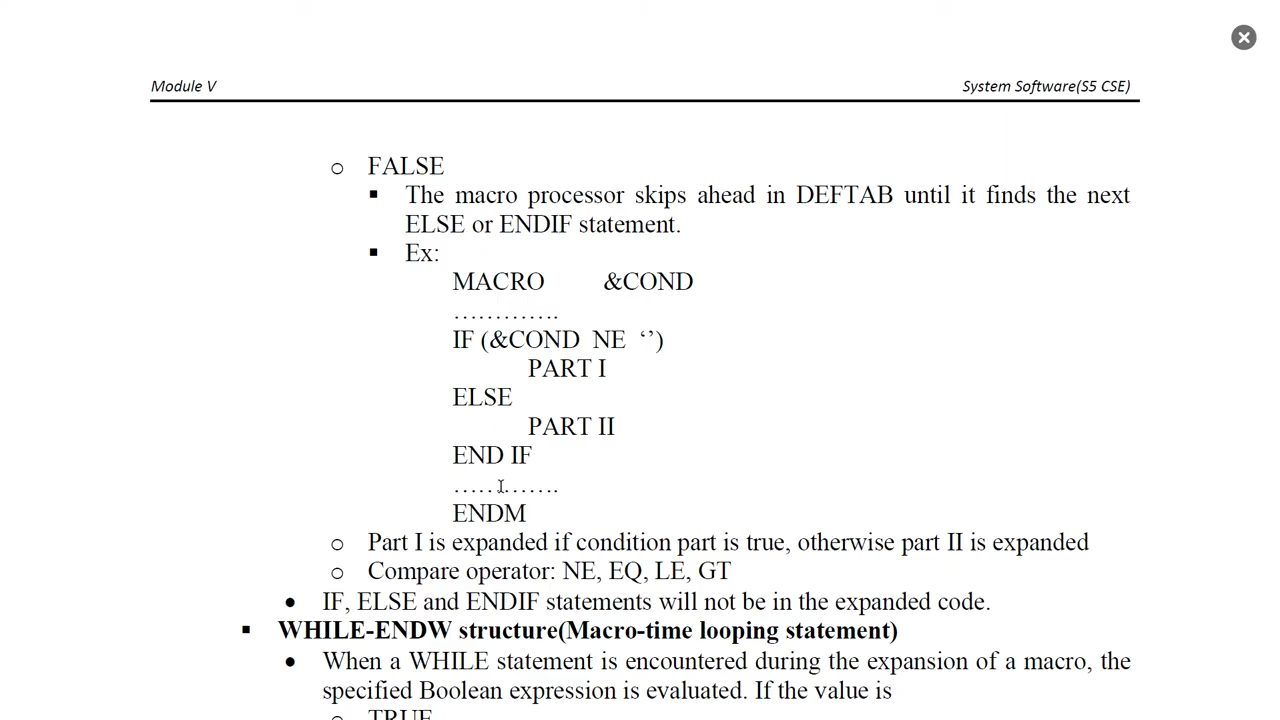 Module V System Software(S5 CSE)
o FALSE
▪ The macro processor skips ahead in DEFTAB until it finds the next
ELSE or ENDIF statement.
▪ Ex:
MACRO &COND
………….
IF (&COND NE ‘’)
PART I
ELSE
PART II
END IF
………….
ENDM
o Part I is expanded if condition part is true, otherwise part II is expanded
o Compare operator: NE, EQ, LE, GT
• IF, ELSE and ENDIF statements will not be in the expanded code.
▪ WHILE-ENDW structure(Macro-time looping statement)
• When a WHILE statement is encountered during the expansion of a macro, the
specified Boolean expression is evaluated. If the value is
o TRUE